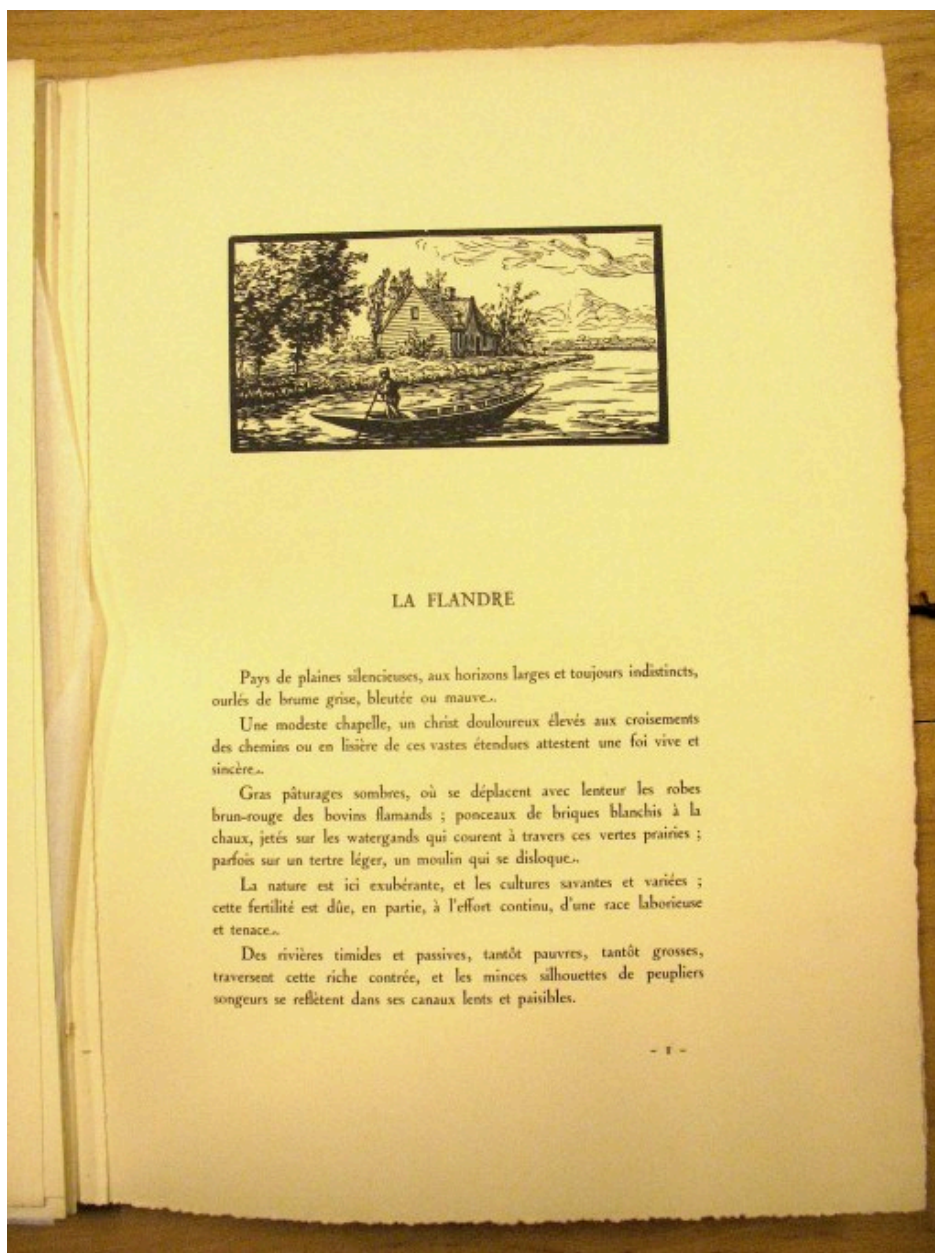 LA FLANDRE
Pays de plaines silencieuses, aux horizons larges et toujours indistincts,
ourlés de brume grise, bleutée ou mauve...
Une modeste chapelle, un christ douloureux élevés aux croisements
des chemins ou en lisière de ces vastes étendues attestent une foi vive et
sincère...
Gras pâturages sombres, où se déplacent avec lenteur les robes
brun-rouge des bovins flamands ; ponceaux de briques blanchis à la
chaux, jetés sur les watergands qui courent à travers ces vertes prairies ;
parfois sur un tertre léger, un moulin qui se disloque...
La nature est ici exubérante, et les cultures savantes et variées ;
cette fertilité est dûe, en partie, à l'effort continu, d'une race laborieuse
et tenace...
Des rivières timides et passives, tantôt pauvres, tantôt grosses,
traversent cette riche contrée, et les minces silhouettes de peupliers
songeurs se reflètent dans ses canaux lents et paisibles.
- 1 -